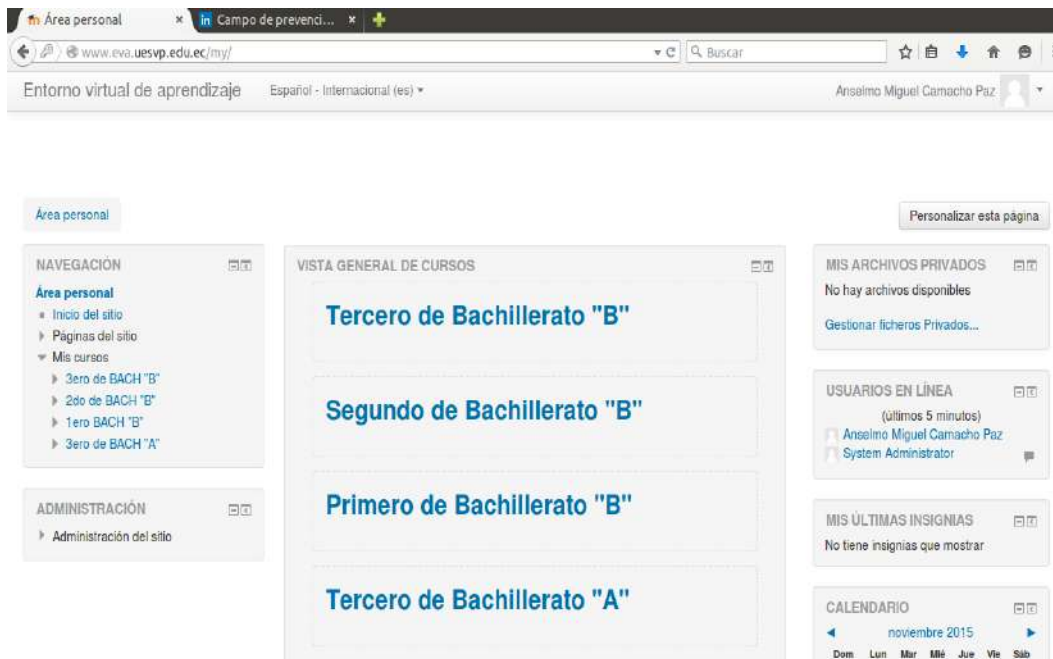 Área personal
Campo de prevenci...
www.eva.uesvp.edu.ec/my/
Buscar
Entorno virtual de aprendizaje
Español - Internacional (es)
Anselmo Miguel Camacho Paz
Área personal
Personalizar esta página
NAVEGACIÓN
Área personal
Inicio del sitio
Páginas del sitio
Mis cursos
3ero de BACH "B"
2do de BACH "B"
1ero BACH "B"
3ero de BACH "A"
ADMINISTRACIÓN
Administración del sitio
VISTA GENERAL DE CURSOS
Tercero de Bachillerato "B"
Segundo de Bachillerato "B"
Primero de Bachillerato "B"
Tercero de Bachillerato "A"
MIS ARCHIVOS PRIVADOS
No hay archivos disponibles
Gestionar ficheros Privados...
USUARIOS EN LÍNEA
(últimos 5 minutos)
Anselmo Miguel Camacho Paz
System Administrator
MIS ÚLTIMAS INSIGNIAS
No tiene insignias que mostrar
CALENDARIO
noviembre 2015
Dom Lun Mar Mié Jue Vie Sáb